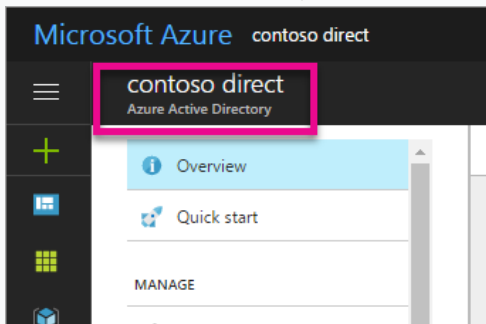 Microsoft Azure contoso direct
contoso direct
Azure Active Directory
Overview
Quick start
MANAGE